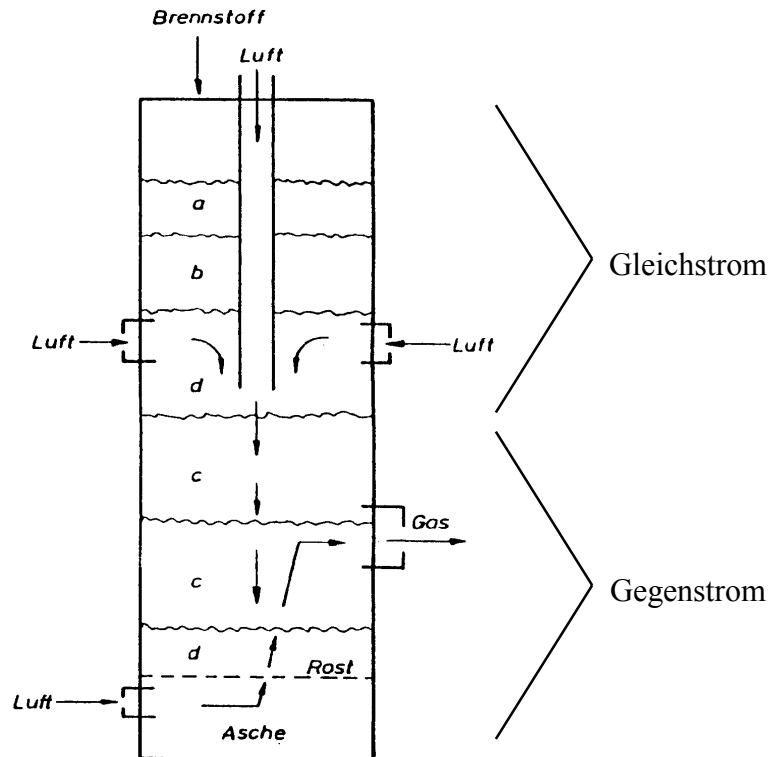 Brennstoff
Luft
a
b
Gleichstrom
Luft
Luft
d
c
Gas
c
Gegenstrom
d
Rost
Luft
Asche